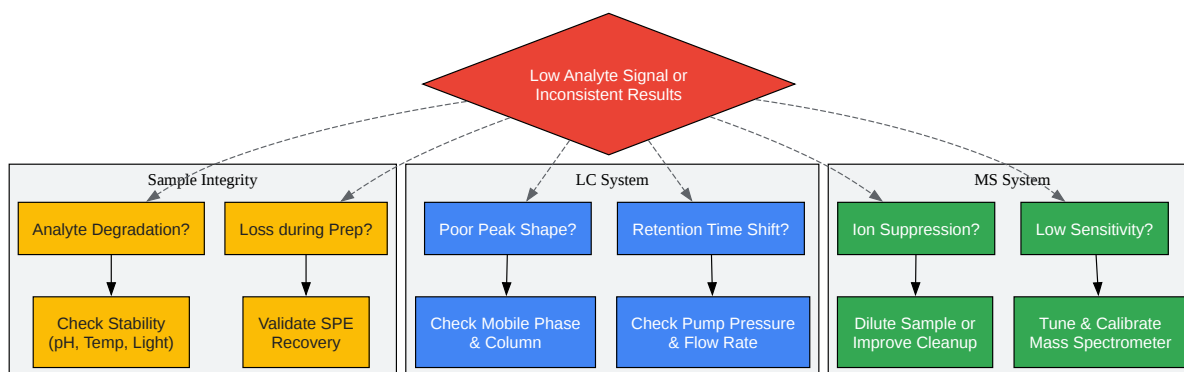 Low Analyte Signal or
Inconsistent Results
Sample Integrity
LC System
MS System
Analyte Degradation?
Loss during Prep?
Poor Peak Shape?
Retention Time Shift?
Ion Suppression?
Low Sensitivity?
Check Stability
(pH, Temp, Light)
Validate SPE
Recovery
Check Mobile Phase
& Column
Check Pump Pressure
& Flow Rate
Dilute Sample or
Improve Cleanup
Tune & Calibrate
Mass Spectrometer